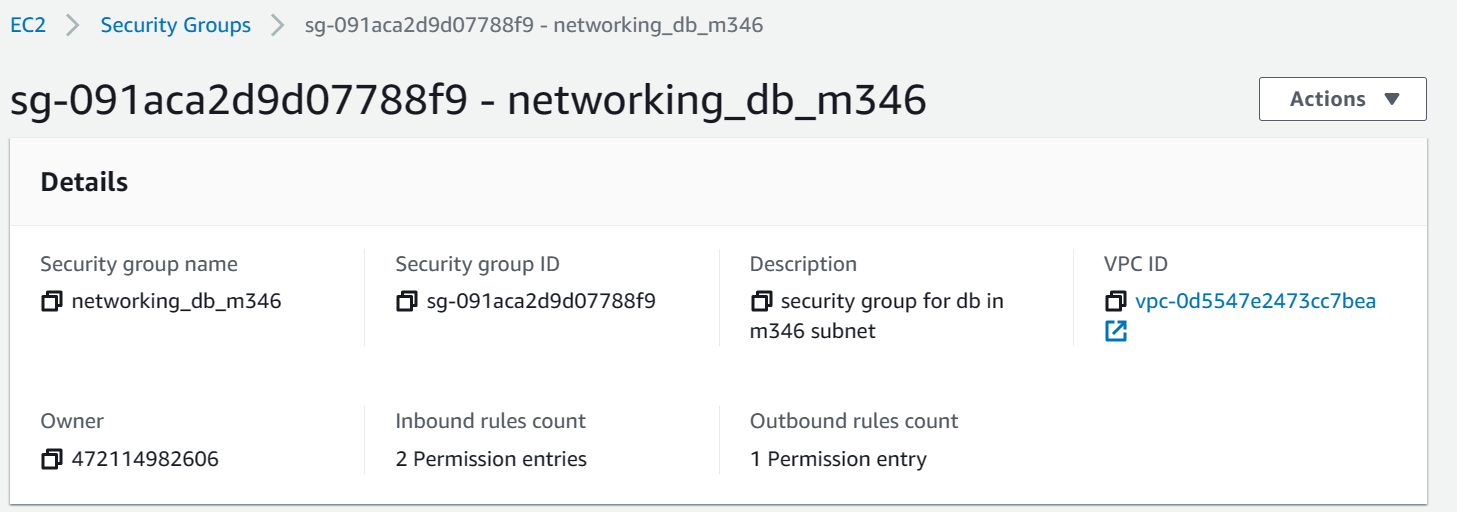 EC2 > Security Groups > sg-091aca2d9d07788f9 - networking_db_m346
sg-091aca2d9d07788f9 - networking_db_m346
Actions
Details
Security group name
networking_db_m346
Security group ID
sg-091aca2d9d07788f9
Description
security group for db in
m346 subnet
VPC ID
vpc-0d5547e2473cc7bea
Owner
472114982606
Inbound rules count
2 Permission entries
Outbound rules count
1 Permission entry